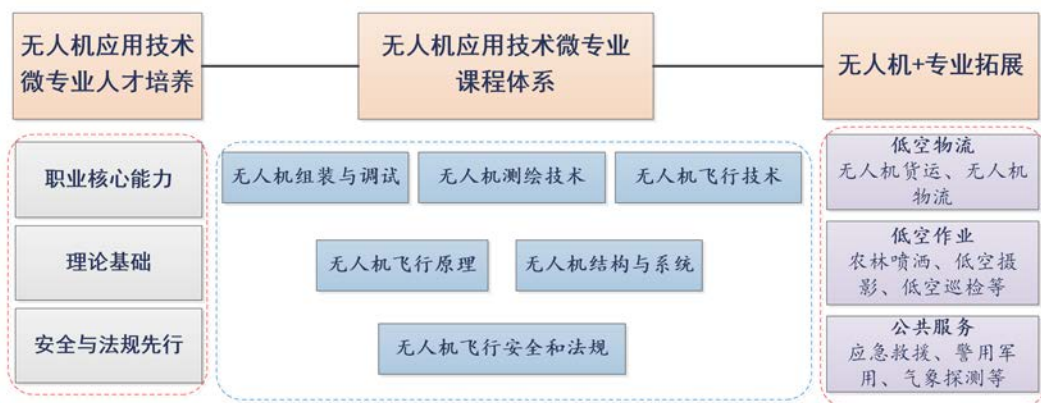 无人机应用技术
微专业人才培养
无人机应用技术微专业
课程体系
无人机+专业拓展
职业核心能力
无人机组装与调试
无人机测绘技术
无人机飞行技术
低空物流
无人机货运、无人机
物流
理论基础
无人机飞行原理
无人机结构与系统
低空作业
农林喷洒、低空摄
影、低空巡检等
安全与法规先行
无人机飞行安全和法规
公共服务
应急救援、警用军
用、气象探测等